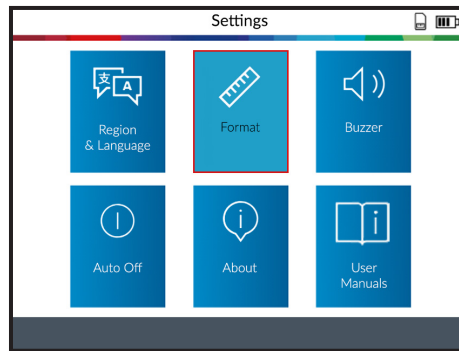 Settings
Region
& Language
Format
Buzzer
Auto Off
About
User
Manuals